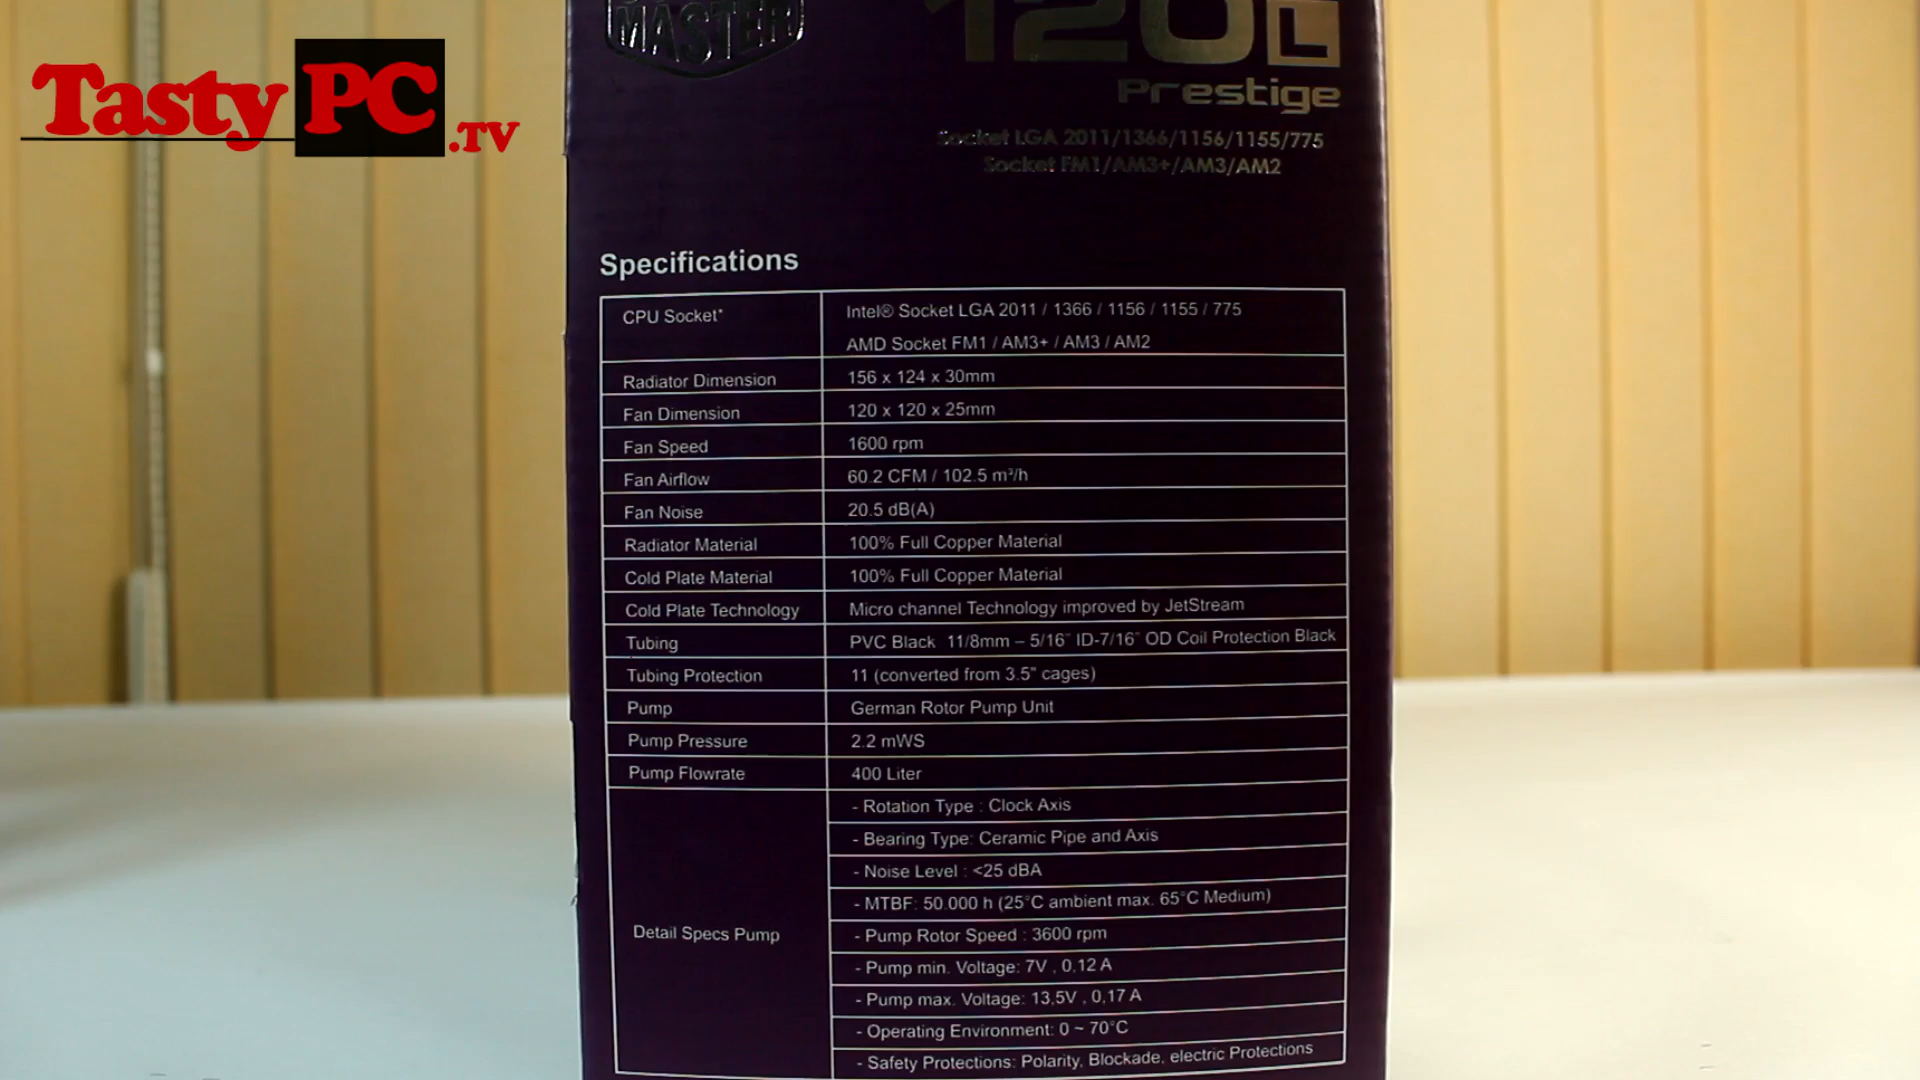 Tasty PC.TV
MASTER
120L
Prestige
Socket LGA 2011/1366/1156/1155/775
Socket FM1/AM3+/AM3/AM2
Specifications
CPU Socket* Intel® Socket LGA 2011 / 1366 / 1156 / 1155 / 775
AMD Socket FM1 / AM3+ / AM3 / AM2
Radiator Dimension 156 x 124 x 30mm
Fan Dimension 120 x 120 x 25mm
Fan Speed 1600 rpm
Fan Airflow 60.2 CFM / 102.5 m³/h
Fan Noise 20.5 dB(A)
Radiator Material 100% Full Copper Material
Cold Plate Material 100% Full Copper Material
Cold Plate Technology Micro channel Technology improved by JetStream
Tubing PVC Black 11/8mm – 5/16" ID-7/16" OD Coil Protection Black
Tubing Protection 11 (converted from 3.5" cages)
Pump German Rotor Pump Unit
Pump Pressure 2.2 mWS
Pump Flowrate 400 Liter
Detail Specs Pump
- Rotation Type : Clock Axis
- Bearing Type: Ceramic Pipe and Axis
- Noise Level : <25 dBA
- MTBF: 50.000 h (25°C ambient max. 65°C Medium)
- Pump Rotor Speed : 3600 rpm
- Pump min. Voltage: 7V , 0,12 A
- Pump max. Voltage: 13,5V , 0,17 A
- Operating Environment: 0 ~ 70°C
- Safety Protections: Polarity, Blockade, electric Protections